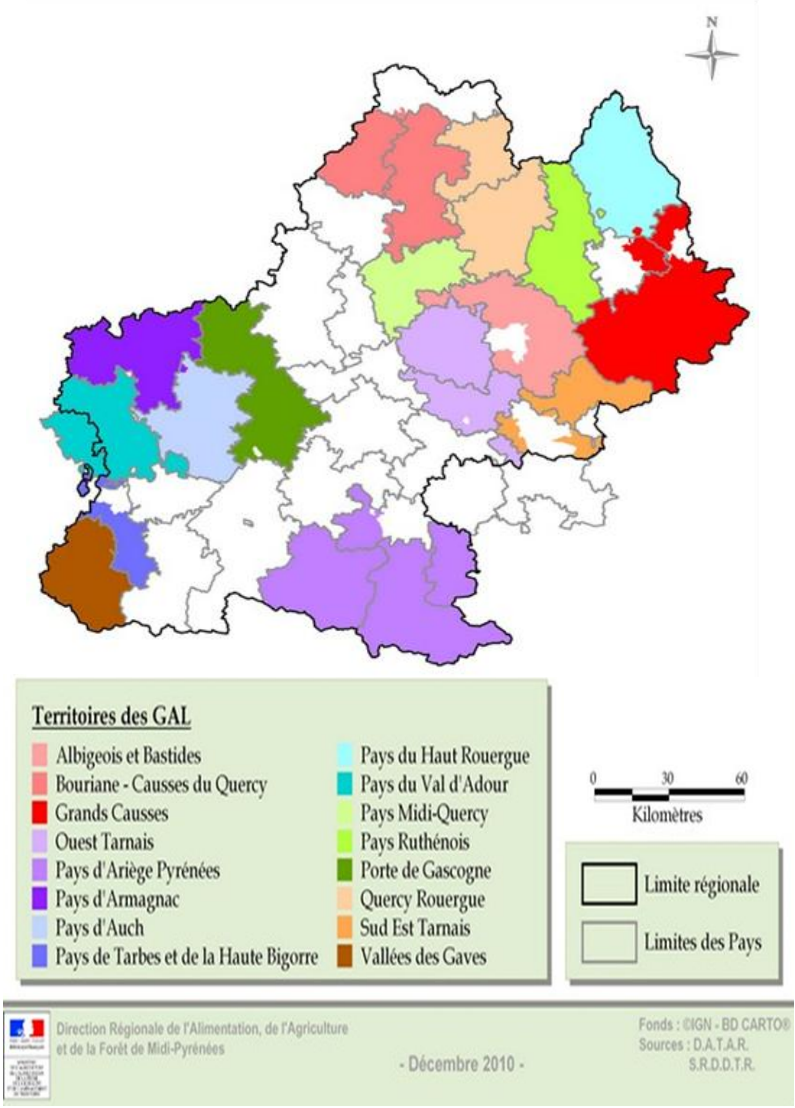 N
Territoires des GAL
Albigeois et Bastides
Bouriane - Causses du Quercy
Grands Causses
Ouest Tarnais
Pays d'Ariège Pyrénées
Pays d'Armagnac
Pays d'Auch
Pays de Tarbes et de la Haute Bigorre
Pays du Haut Rouergue
Pays du Val d'Adour
Pays Midi-Quercy
Pays Ruthénois
Porte de Gascogne
Quercy Rouergue
Sud Est Tarnais
Vallées des Gaves
0 30 60
Kilomètres
Limite régionale
Limites des Pays
Direction Régionale de l'Alimentation, de l'Agriculture
et de la Forêt de Midi-Pyrénées
- Décembre 2010 -
Fonds : ©IGN - BD CARTO®
Sources : D.A.T.A.R.
S.R.D.D.T.R.